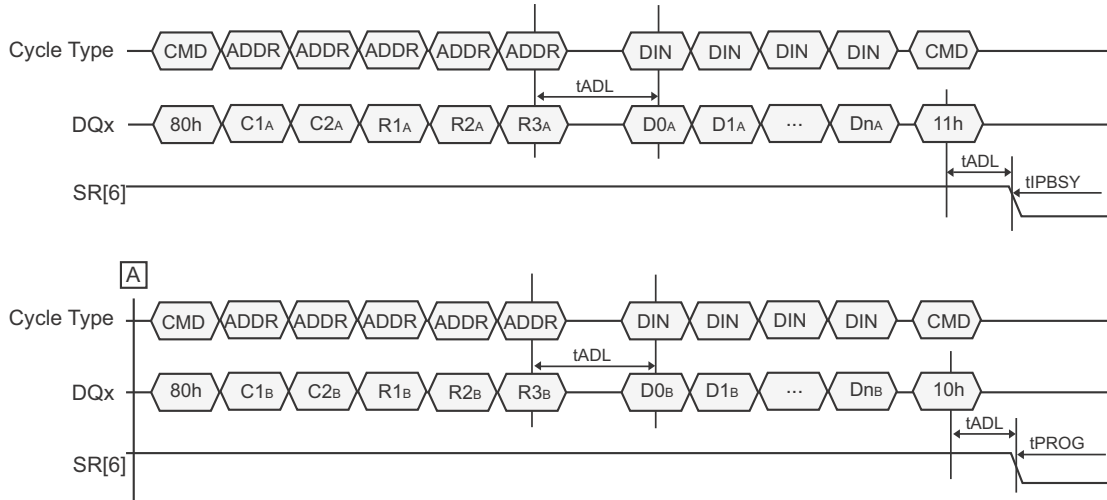 Cycle Type CMD ADDR ADDR ADDR ADDR ADDR DIN DIN DIN DIN CMD
tADL
DQx 80h C1A C2A R1A R2A R3A D0A D1A ... DnA 11h
tADL
SR[6] tIPBSY
A
Cycle Type CMD ADDR ADDR ADDR ADDR ADDR DIN DIN DIN DIN CMD
tADL
DQx 80h C1B C2B R1B R2B R3B D0B D1B ... DnB 10h
tADL
SR[6] tPROG